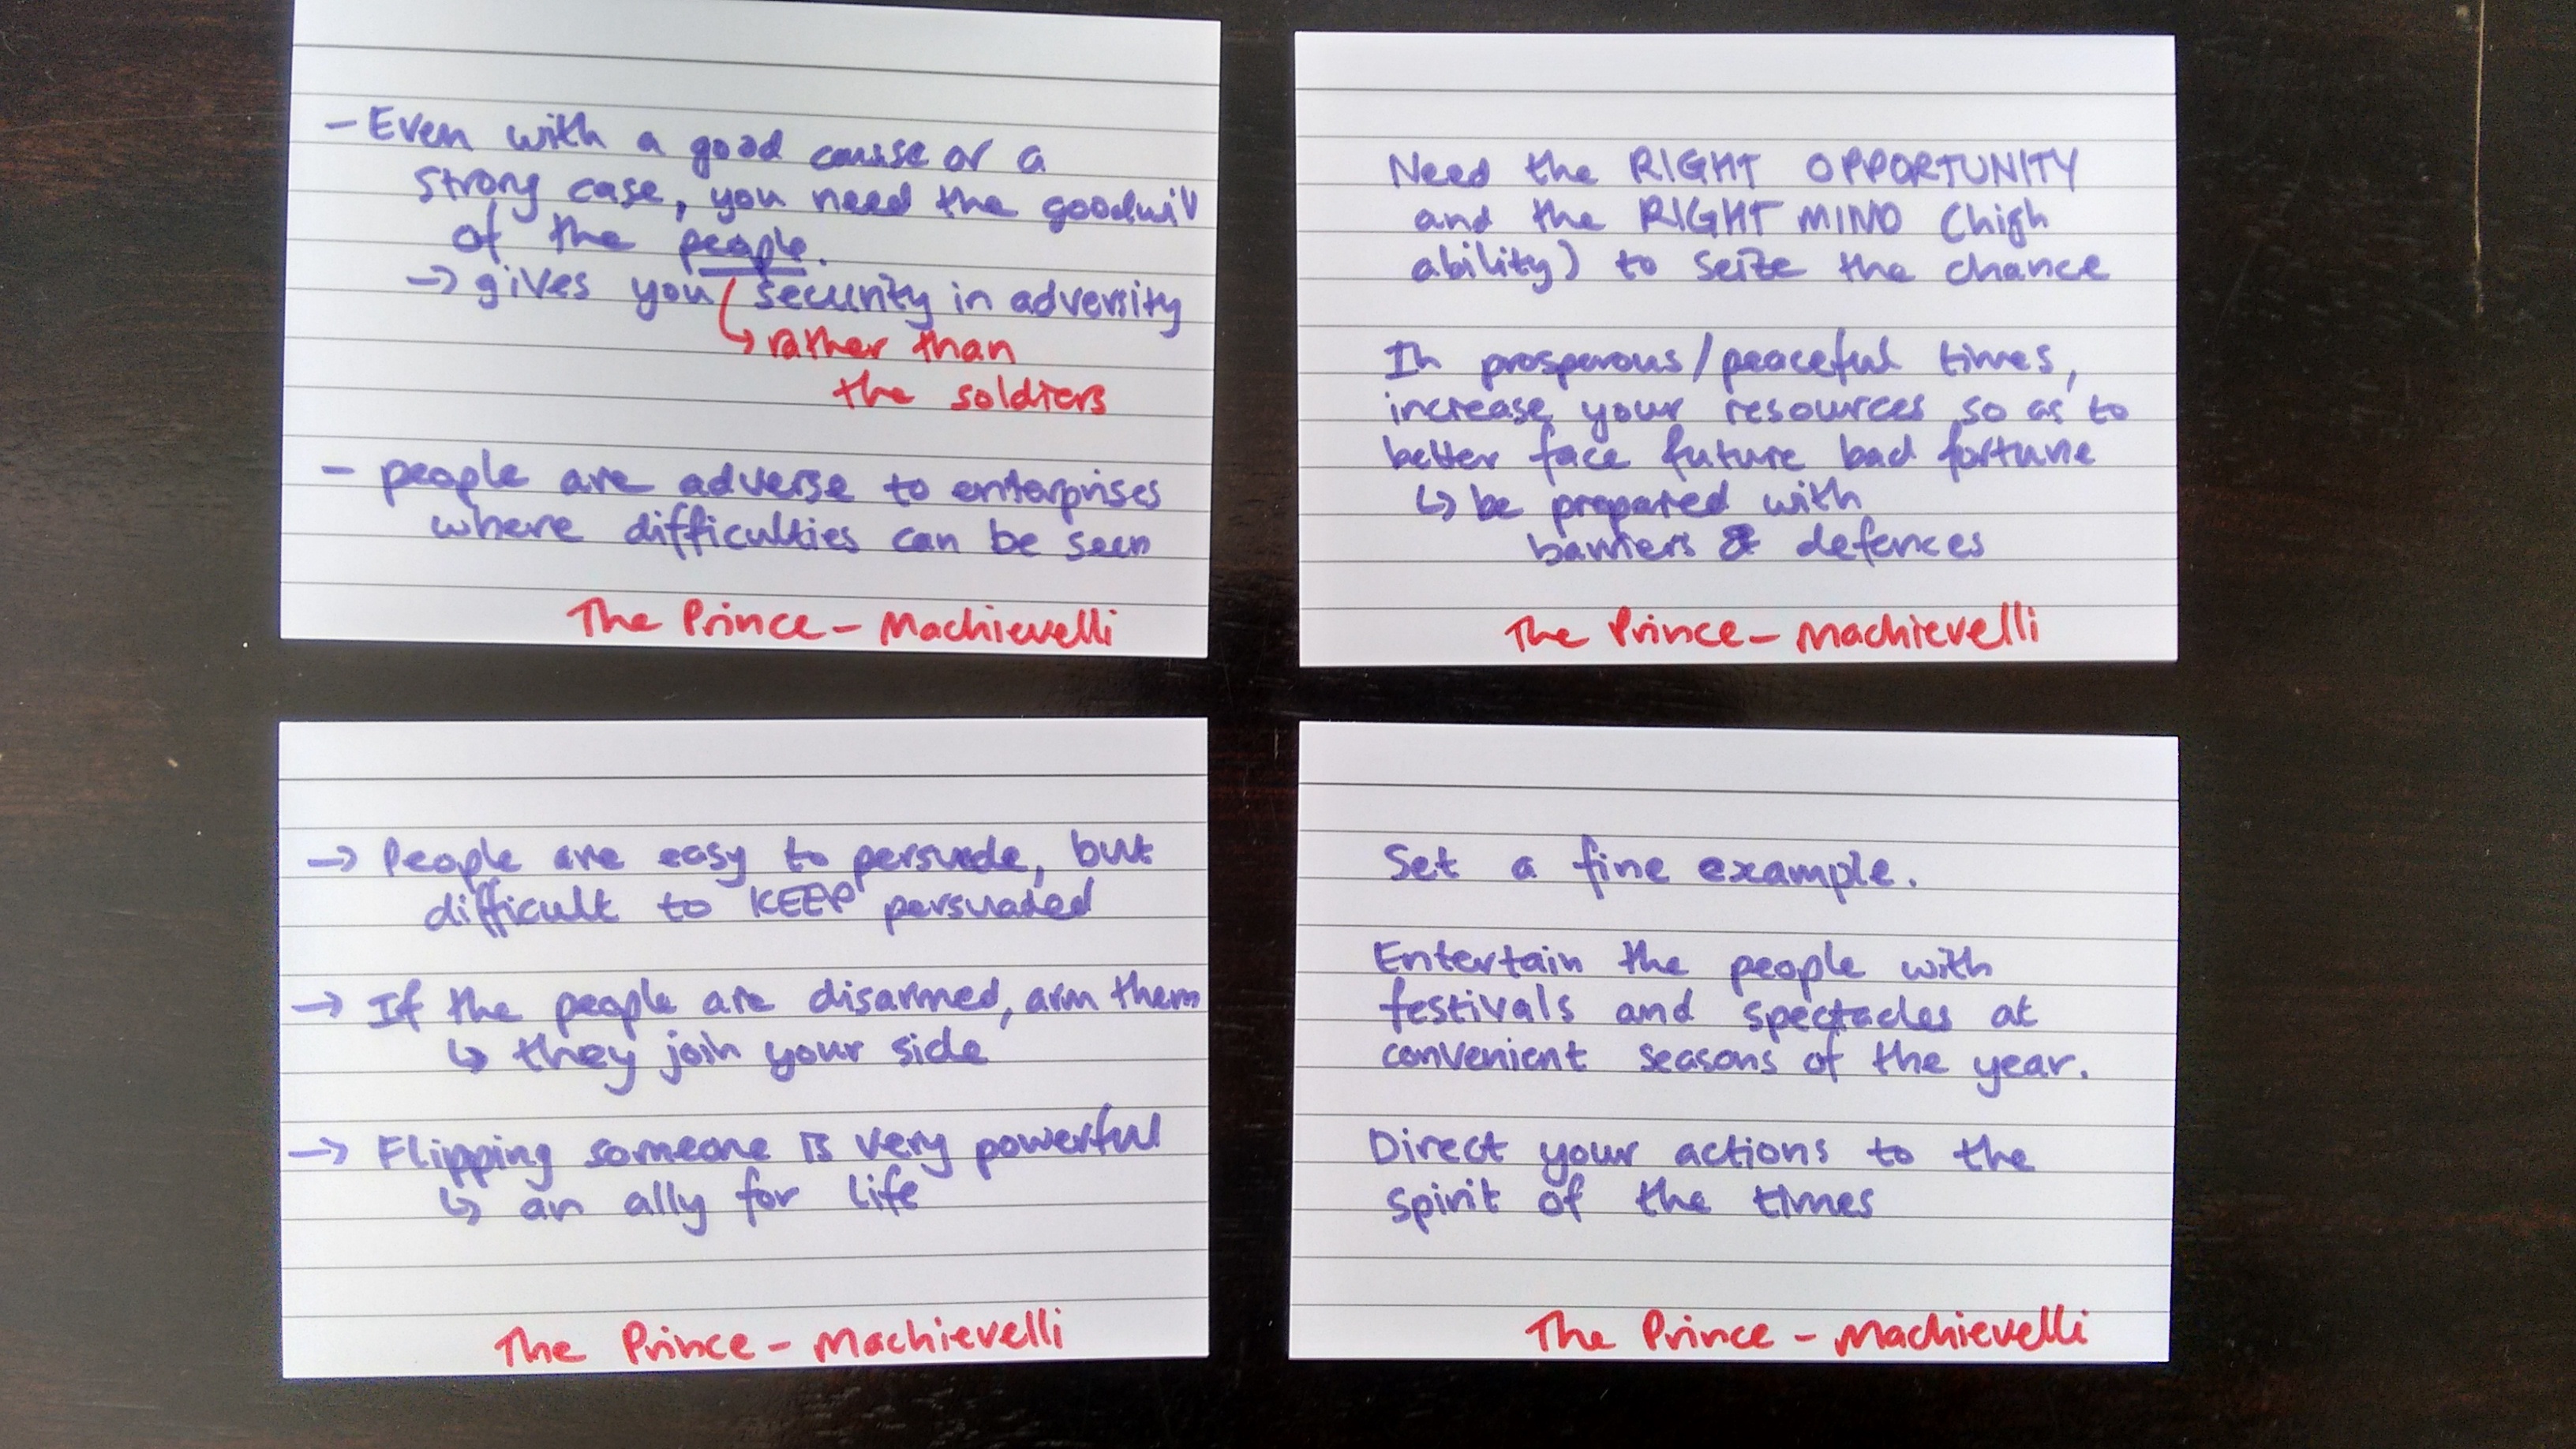 - Even with a good cause or a
strong case, you need the goodwill
of the people.
→ gives you security in adversity
↳ rather than
the soldiers
- people are adverse to enterprises
where difficulties can be seen
The Prince - Machievelli
Need the RIGHT OPPORTUNITY
and the RIGHT MIND (high
ability) to seize the chance
In prosperous/peaceful times,
increase your resources so as to
better face future bad fortune
↳ be prepared with
barriers & defences
The Prince - Machievelli
→ People are easy to persuede, but
difficult to KEEP persuaded
→ If the people are disarmed, arm them
↳ they join your side
→ Flipping someone is very powerful
↳ an ally for life
The Prince - Machievelli
Set a fine example.
Entertain the people with
festivals and spectacles at
convenient seasons of the year.
Direct your actions to the
spirit of the times
The Prince - Machievelli